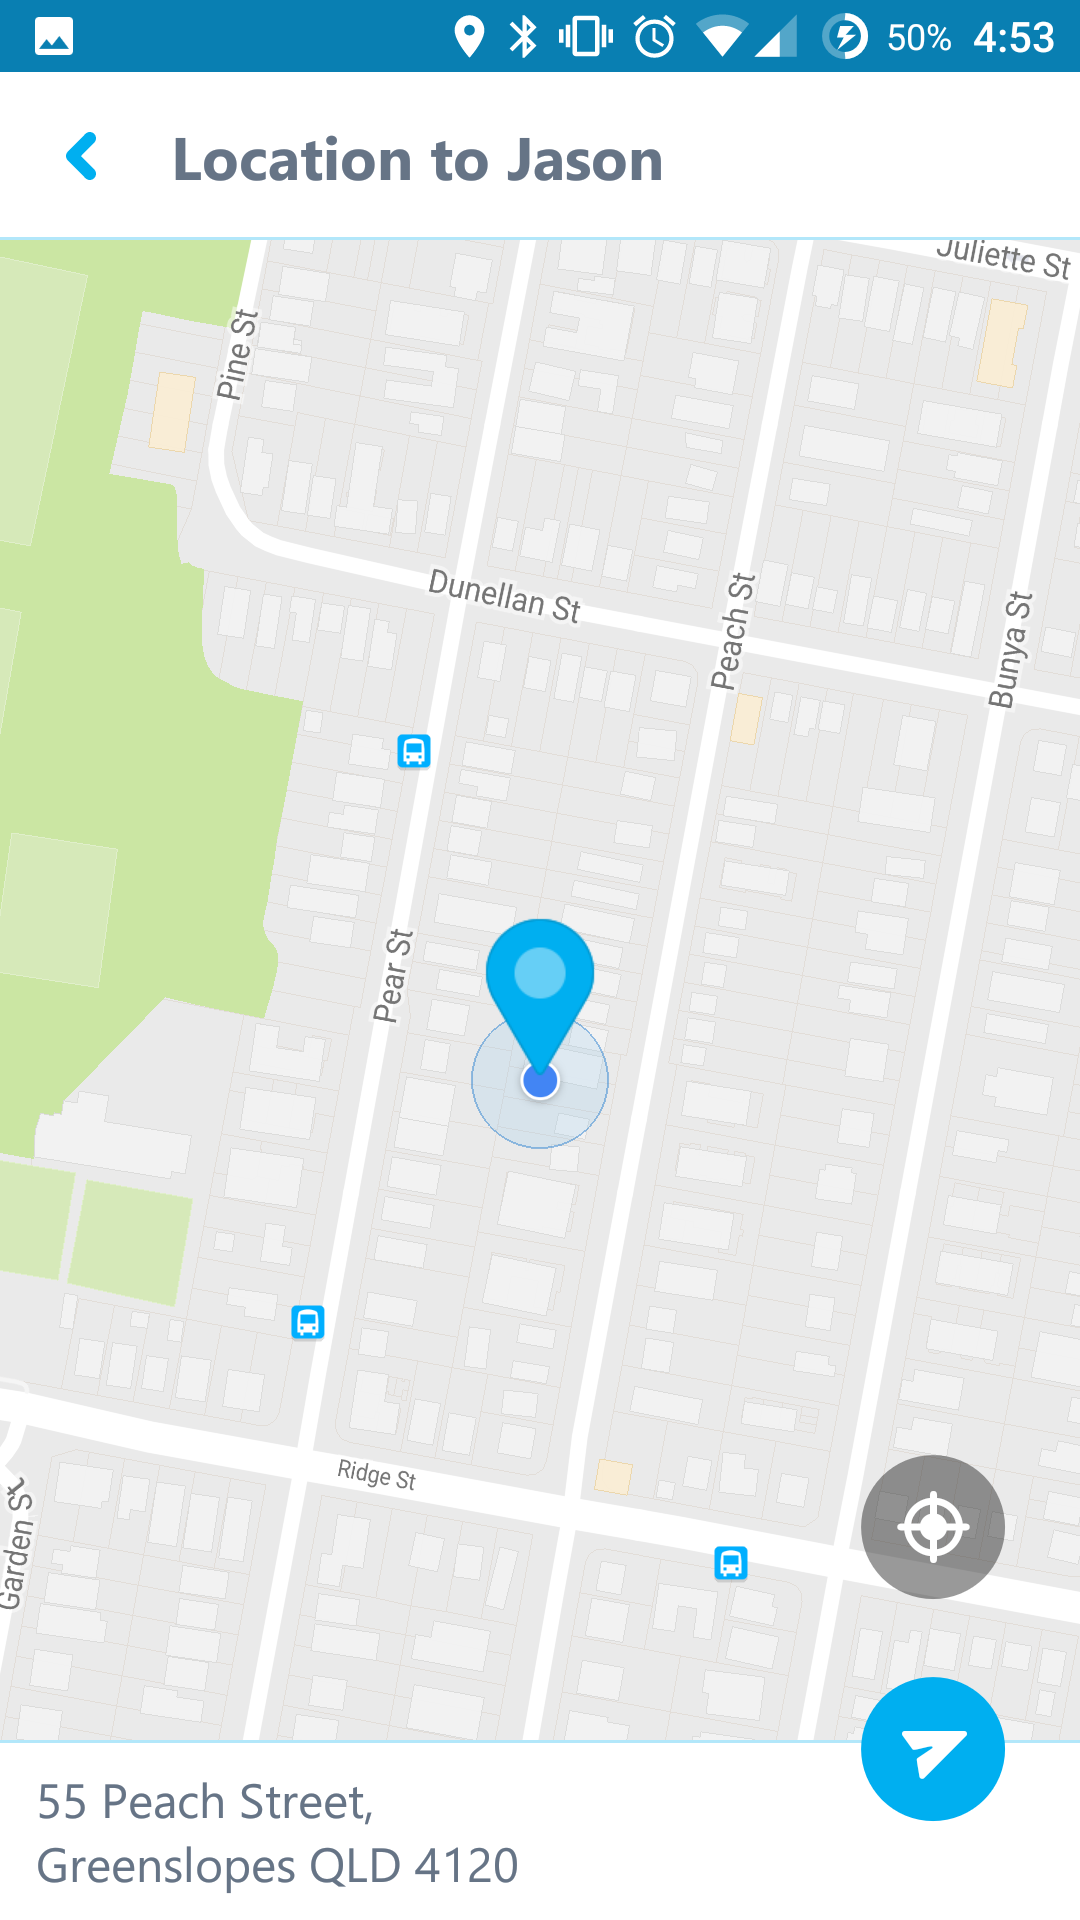 50% 4:53
Location to Jason
Juliette St
Pine St
Dunellan St
Peach St
Bunya St
Pear St
Ridge St
Garden St
55 Peach Street,
Greenslopes QLD 4120